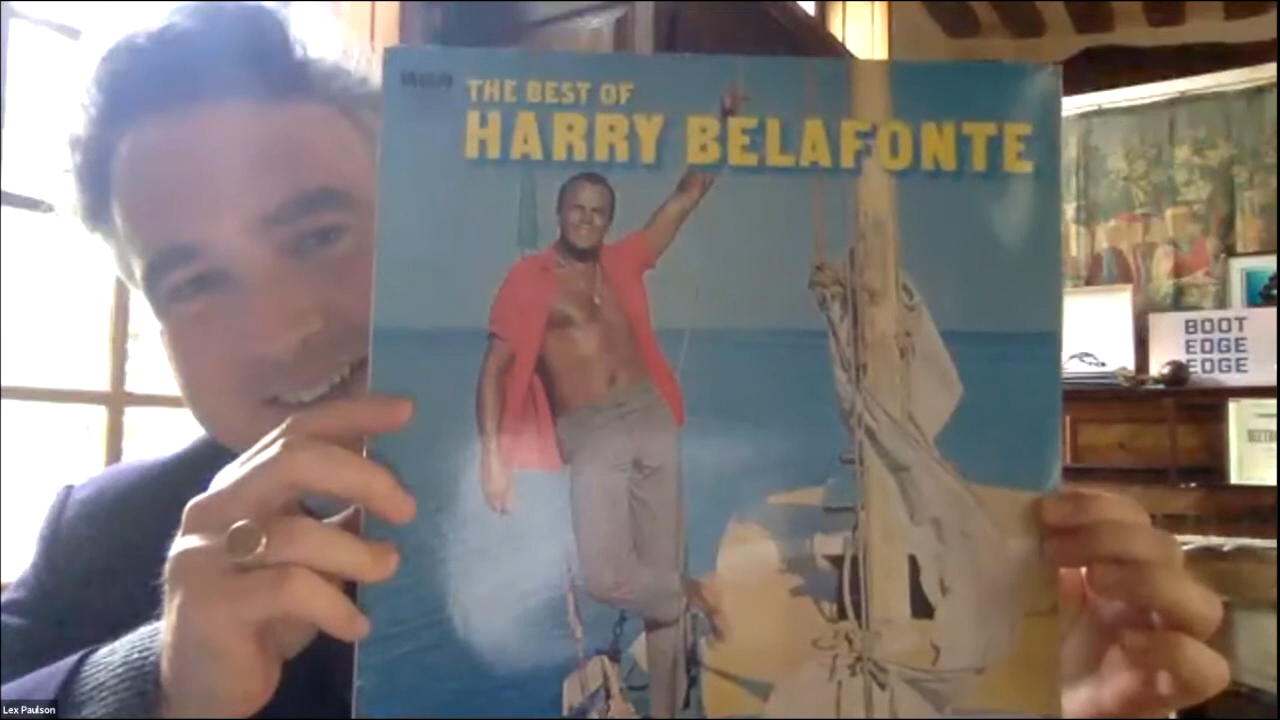 RCA
THE BEST OF
HARRY BELAFONTE
BOOT
EDGE
EDGE
Lex Paulson